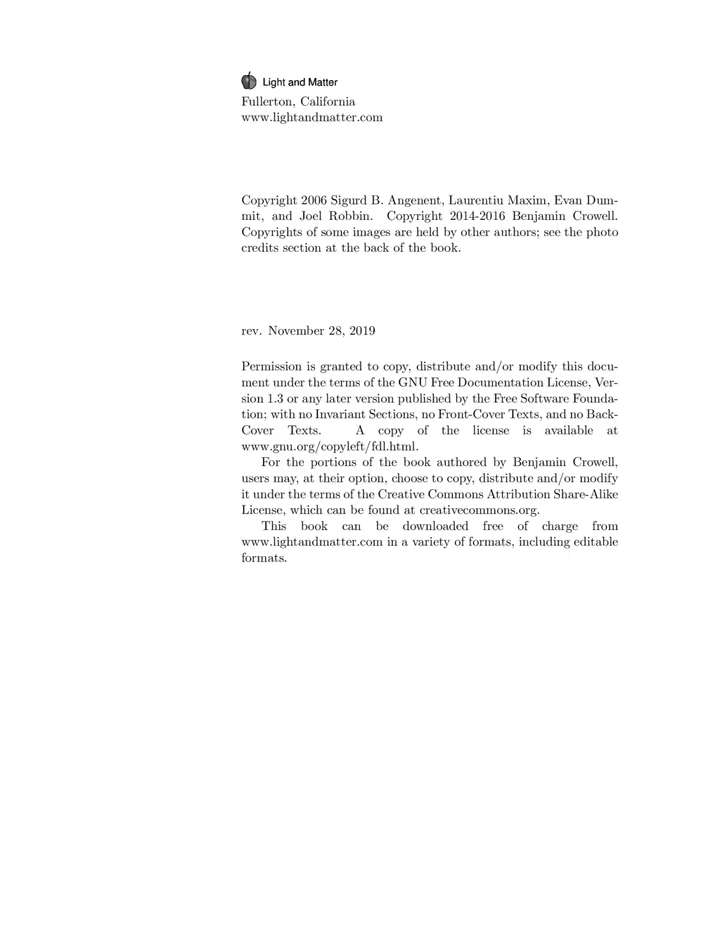 Light and Matter
Fullerton, California
www.lightandmatter.com
Copyright 2006 Sigurd B. Angenent, Laurentiu Maxim, Evan Dum-
mit, and Joel Robbin. Copyright 2014-2016 Benjamin Crowell.
Copyrights of some images are held by other authors; see the photo
credits section at the back of the book.
rev. November 28, 2019
Permission is granted to copy, distribute and/or modify this docu-
ment under the terms of the GNU Free Documentation License, Ver-
sion 1.3 or any later version published by the Free Software Founda-
tion; with no Invariant Sections, no Front-Cover Texts, and no Back-
Cover Texts. A copy of the license is available at
www.gnu.org/copyleft/fdl.html.
For the portions of the book authored by Benjamin Crowell,
users may, at their option, choose to copy, distribute and/or modify
it under the terms of the Creative Commons Attribution Share-Alike
License, which can be found at creativecommons.org.
This book can be downloaded free of charge from
www.lightandmatter.com in a variety of formats, including editable
formats.